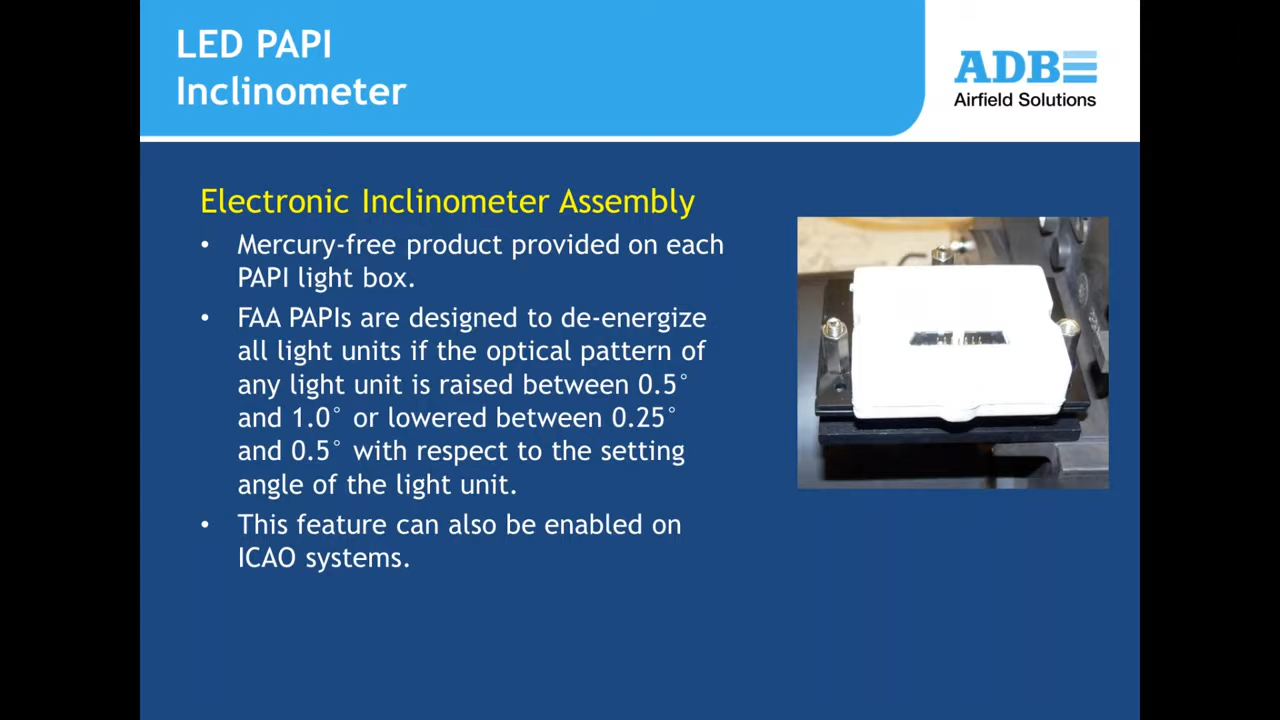 LED PAPI
Inclinometer
ADB
Airfield Solutions
Electronic Inclinometer Assembly
• Mercury-free product provided on each
PAPI light box.
• FAA PAPIs are designed to de-energize
all light units if the optical pattern of
any light unit is raised between 0.5°
and 1.0° or lowered between 0.25°
and 0.5° with respect to the setting
angle of the light unit.
• This feature can also be enabled on
ICAO systems.